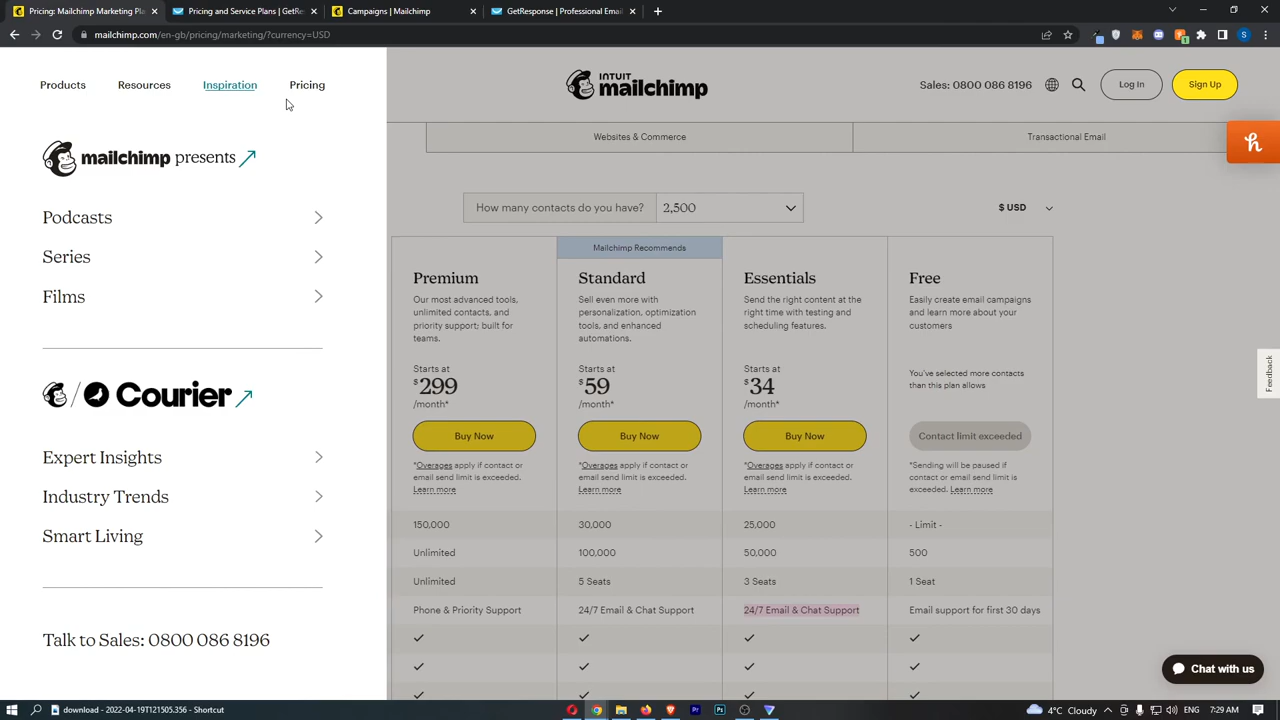 Pricing: Mailchimp Marketing Pla
Pricing and Service Plans | GetRe
Campaigns | Mailchimp
GetResponse | Professional Email
mailchimp.com/en-gb/pricing/marketing/?currency=USD
Products
Resources
Inspiration
Pricing
INTUIT
mailchimp
Sales: 0800 086 8196
Log In
Sign Up
Websites & Commerce
Transactional Email
mailchimp presents
Podcasts
Series
Films
Courier
Expert Insights
Industry Trends
Smart Living
Talk to Sales: 0800 086 8196
How many contacts do you have?
2,500
$ USD
Mailchimp Recommends
Premium
Our most advanced tools,
unlimited contacts, and
priority support; built for
teams.
Starts at
$299
/month*
Buy Now
*Overages apply if contact or
email send limit is exceeded.
Learn more
150,000
Unlimited
Unlimited
Phone & Priority Support
Standard
Sell even more with
personalization, optimization
tools, and enhanced
automations.
Starts at
$59
/month*
Buy Now
*Overages apply if contact or
email send limit is exceeded.
Learn more
30,000
100,000
5 Seats
24/7 Email & Chat Support
Essentials
Send the right content at the
right time with testing and
scheduling features.
Starts at
$34
/month*
Buy Now
*Overages apply if contact or
email send limit is exceeded.
Learn more
25,000
50,000
3 Seats
24/7 Email & Chat Support
Free
Easily create email campaigns
and learn more about your
customers
You've selected more contacts
than this plan allows
Contact limit exceeded
*Sending will be paused if
contact or email send limit is
exceeded. Learn more
- Limit -
500
1 Seat
Email support for first 30 days
Feedback
Chat with us
download - 2022-04-19T121505.356 - Shortcut
4°C Cloudy
ENG
7:29 AM